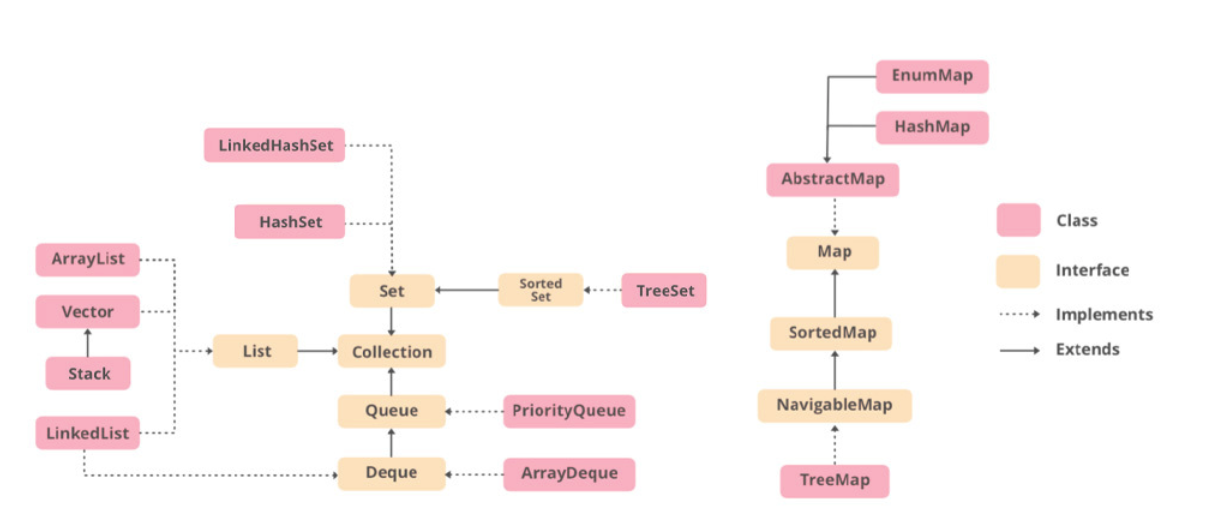 EnumMap
HashMap
LinkedHashSet
AbstractMap
HashSet
Class
ArrayList
Map
Interface
Set
Sorted
Set
TreeSet
Vector
Implements
SortedMap
List
Collection
Extends
Stack
Queue
PriorityQueue
NavigableMap
LinkedList
Deque
ArrayDeque
TreeMap